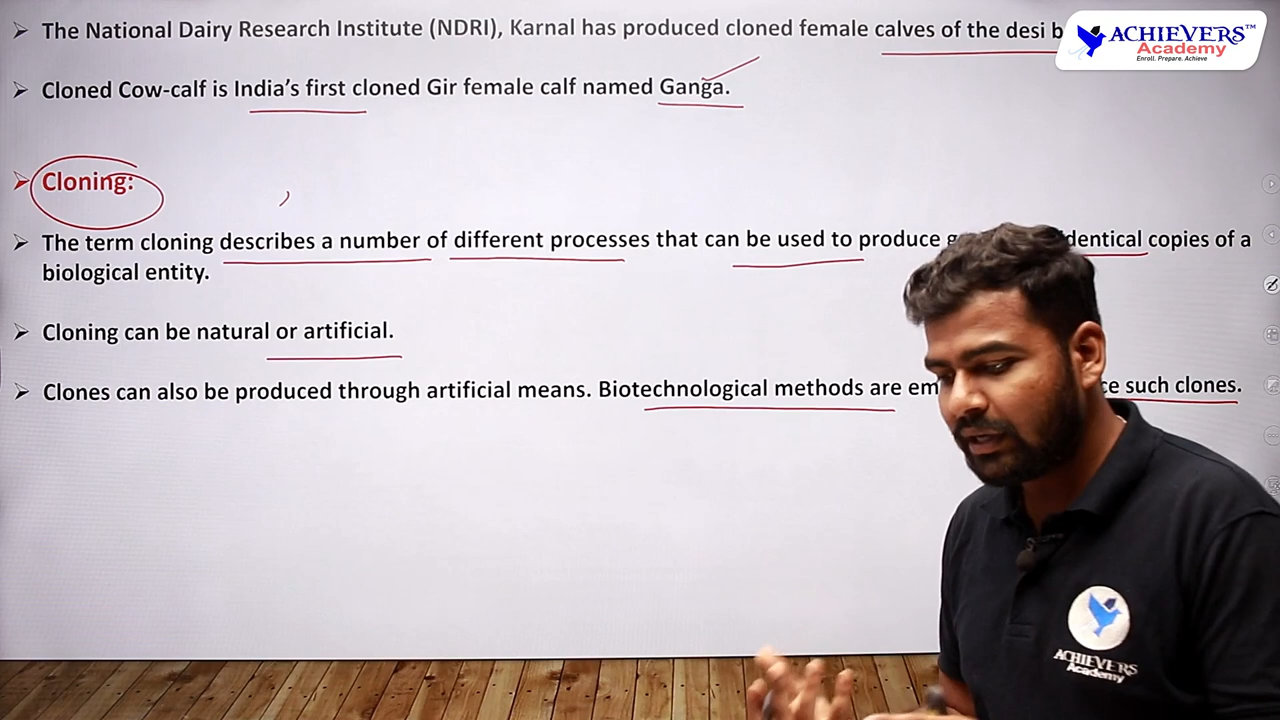 The National Dairy Research Institute (NDRI), Karnal has produced cloned female calves of the desi
ACHIEVERS™
Academy
Enroll. Prepare. Achieve
Cloned Cow-calf is India's first cloned Gir female calf named Ganga.
Cloning:
The term cloning describes a number of different processes that can be used to produce identical copies of a
biological entity.
Cloning can be natural or artificial.
Clones can also be produced through artificial means. Biotechnological methods are such clones.
ACHIEVERS
Academy